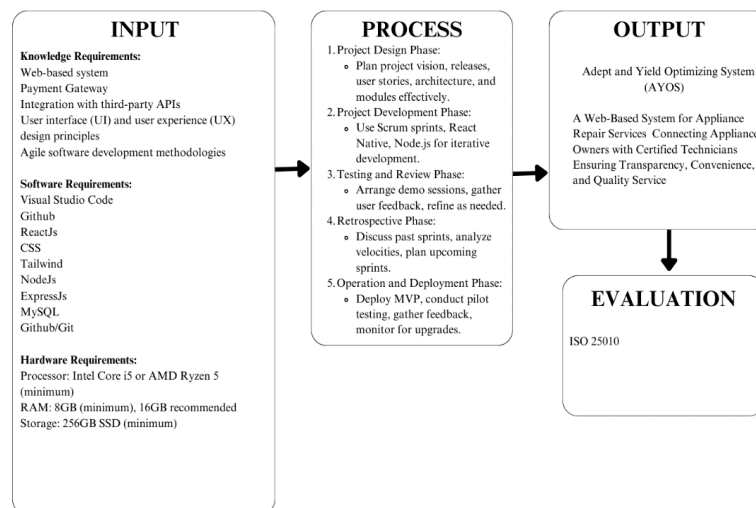 INPUT
Knowledge Requirements:
Web-based system
Payment Gateway
Integration with third-party APIs
User interface (UI) and user experience (UX)
design principles
Agile software development methodologies
Software Requirements:
Visual Studio Code
Github
ReactJs
CSS
Tailwind
NodeJs
ExpressJs
MySQL
Github/Git
Hardware Requirements:
Processor: Intel Core i5 or AMD Ryzen 5
(minimum)
RAM: 8GB (minimum), 16GB recommended
Storage: 256GB SSD (minimum)
PROCESS
1. Project Design Phase:
Plan project vision, releases,
user stories, architecture, and
modules effectively.
2. Project Development Phase:
Use Scrum sprints, React
Native, Node.js for iterative
development.
3. Testing and Review Phase:
Arrange demo sessions, gather
user feedback, refine as needed.
4. Retrospective Phase:
Discuss past sprints, analyze
velocities, plan upcoming
sprints.
5. Operation and Deployment Phase:
Deploy MVP, conduct pilot
testing, gather feedback,
monitor for upgrades.
OUTPUT
Adept and Yield Optimizing System
(AYOS)
A Web-Based System for Appliance
Repair Services Connecting Appliance
Owners with Certified Technicians
Ensuring Transparency, Convenience,
and Quality Service
EVALUATION
ISO 25010